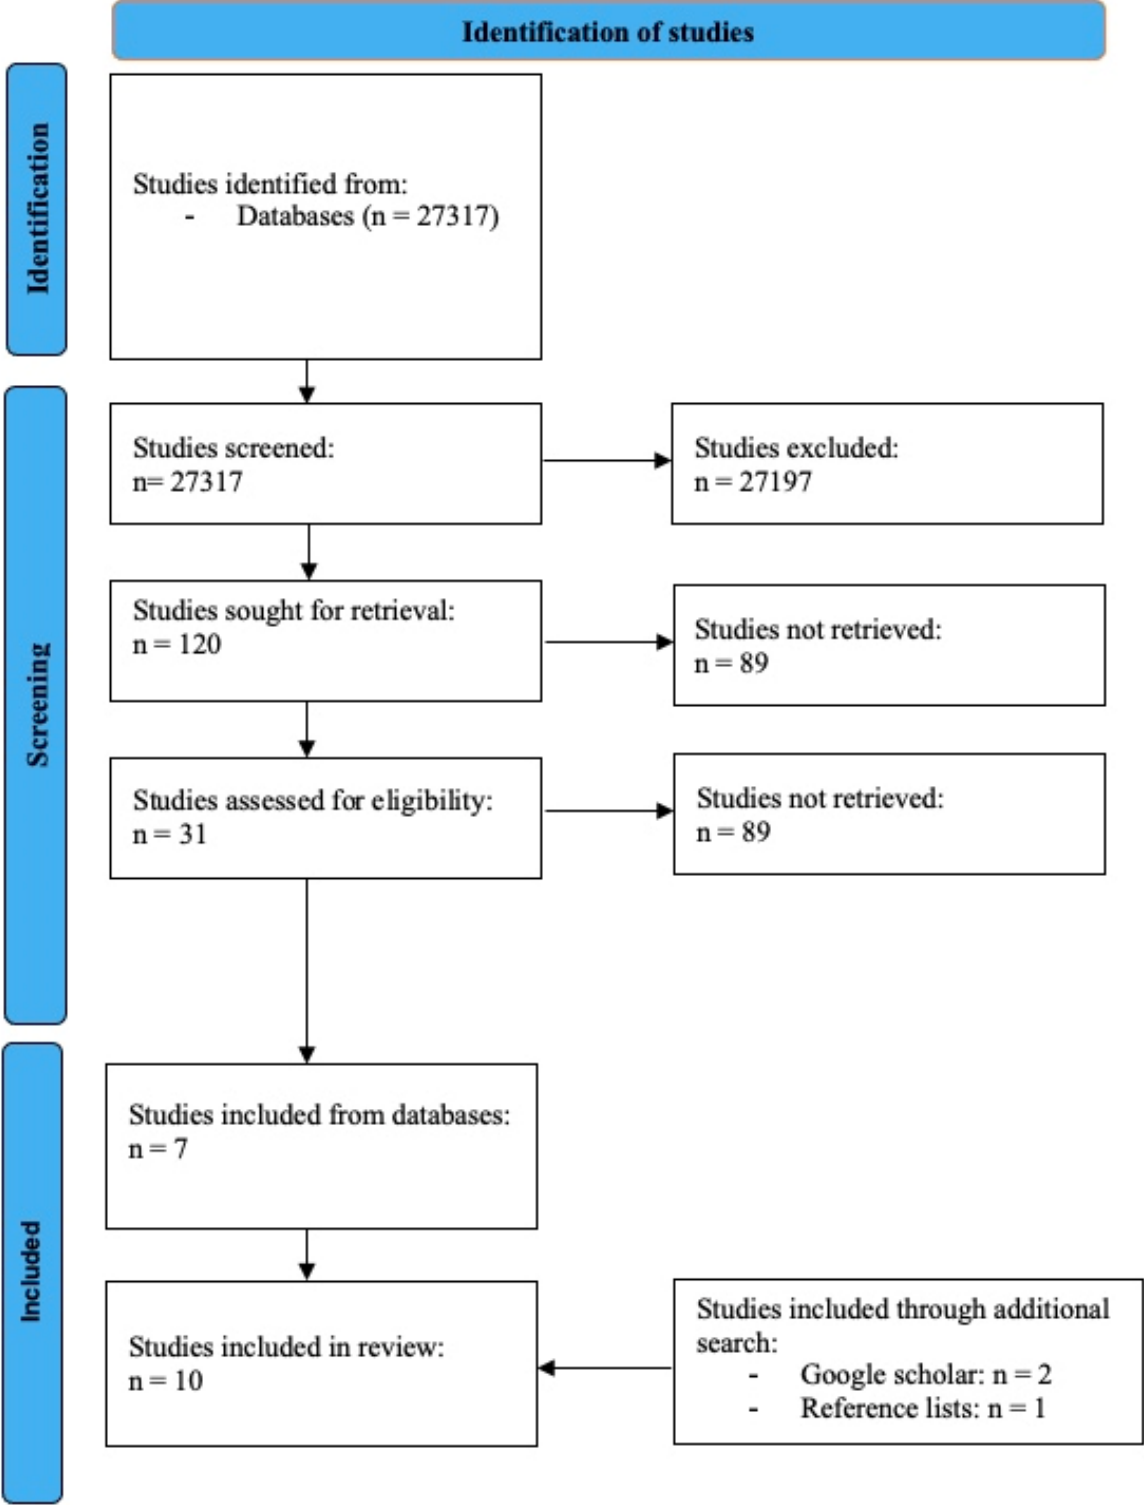 Identification of studies
Identification
Studies identified from:
- Databases (n = 27317)
Screening
Studies screened:
n= 27317
Studies excluded:
n = 27197
Studies sought for retrieval:
n = 120
Studies not retrieved:
n = 89
Studies assessed for eligibility:
n = 31
Studies not retrieved:
n = 89
Included
Studies included from databases:
n = 7
Studies included in review:
n = 10
Studies included through additional
search:
- Google scholar: n = 2
- Reference lists: n = 1